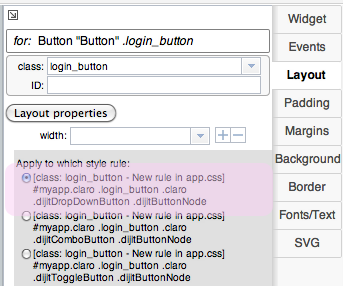 for: Button "Button" .login_button
class: login_button
ID:
Layout properties
width:
Apply to which style rule:
[class: login_button - New rule in app.css]
#myapp.claro .login_button .claro
.dijitDropDownButton .dijitButtonNode
[class: login_button - New rule in app.css]
#myapp.claro .login_button .claro
.dijitComboButton .dijitButtonNode
[class: login_button - New rule in app.css]
#myapp.claro .login_button .claro
.dijitToggleButton .dijitButtonNode
Widget
Events
Layout
Padding
Margins
Background
Border
Fonts/Text
SVG